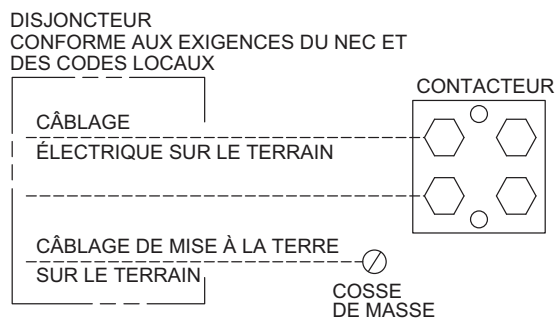 DISJONCTEUR
CONFORME AUX EXIGENCES DU NEC ET
DES CODES LOCAUX
CONTACTEUR
CÂBLAGE
ÉLECTRIQUE SUR LE TERRAIN
CÂBLAGE DE MISE À LA TERRE
SUR LE TERRAIN
COSSE
DE MASSE